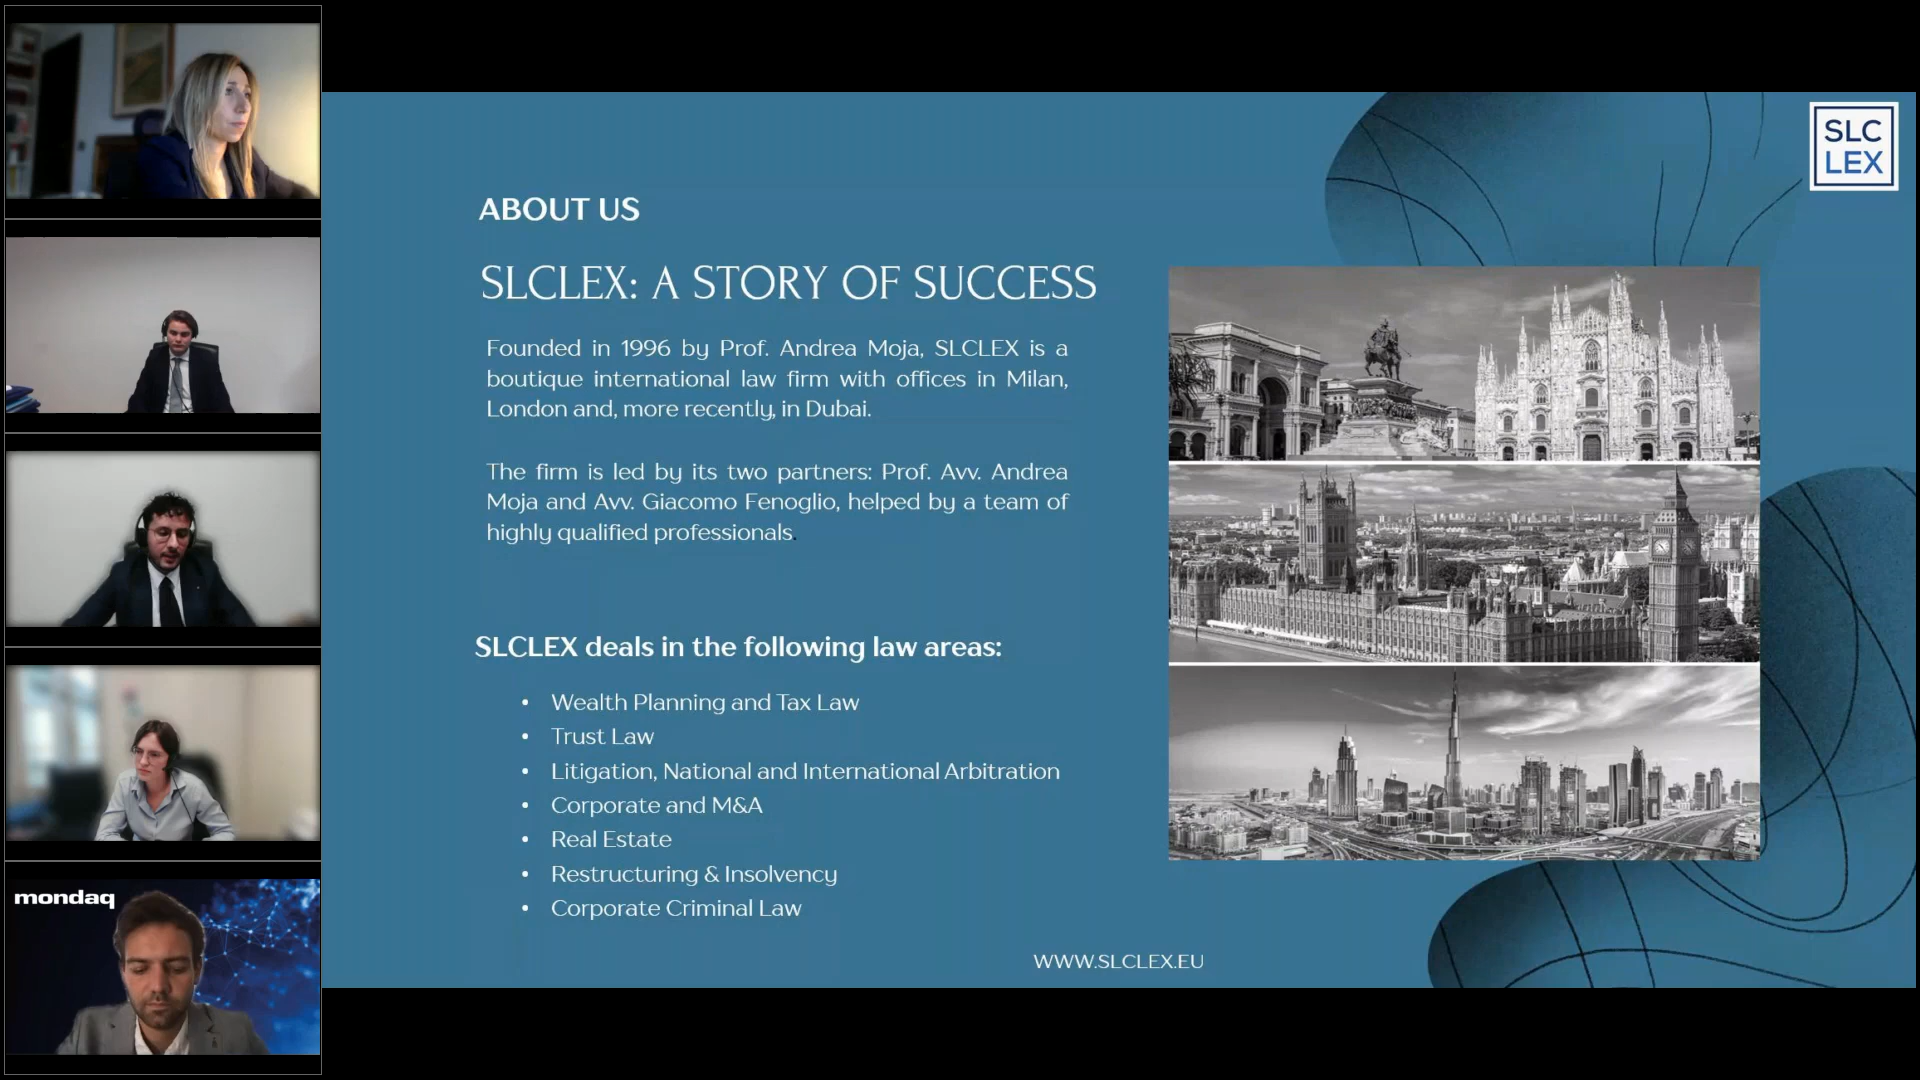 SLC
LEX
ABOUT US
SLCLEX: A STORY OF SUCCESS
Founded in 1996 by Prof. Andrea Moja, SLCLEX is a
boutique international law firm with offices in Milan,
London and, more recently, in Dubai.
The firm is led by its two partners: Prof. Avv. Andrea
Moja and Avv. Giacomo Fenoglio, helped by a team of
highly qualified professionals.
SLCLEX deals in the following law areas:
• Wealth Planning and Tax Law
• Trust Law
• Litigation, National and International Arbitration
• Corporate and M&A
• Real Estate
• Restructuring & Insolvency
• Corporate Criminal Law
WWW.SLCLEX.EU
mondaq